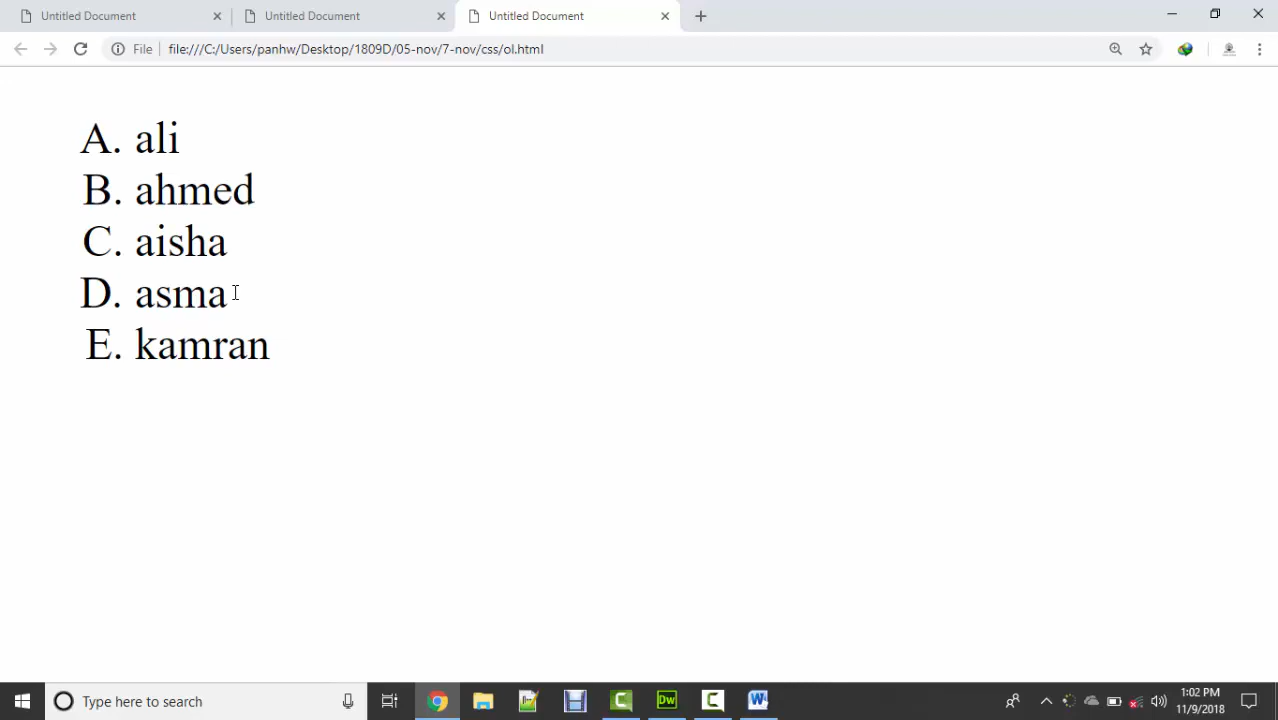 Untitled Document
Untitled Document
Untitled Document
File file:///C:/Users/panhw/Desktop/1809D/05-nov/7-nov/css/ol.html
A. ali
B. ahmed
C. aisha
D. asma
E. kamran
Type here to search
Dw
W
1:02 PM
11/9/2018